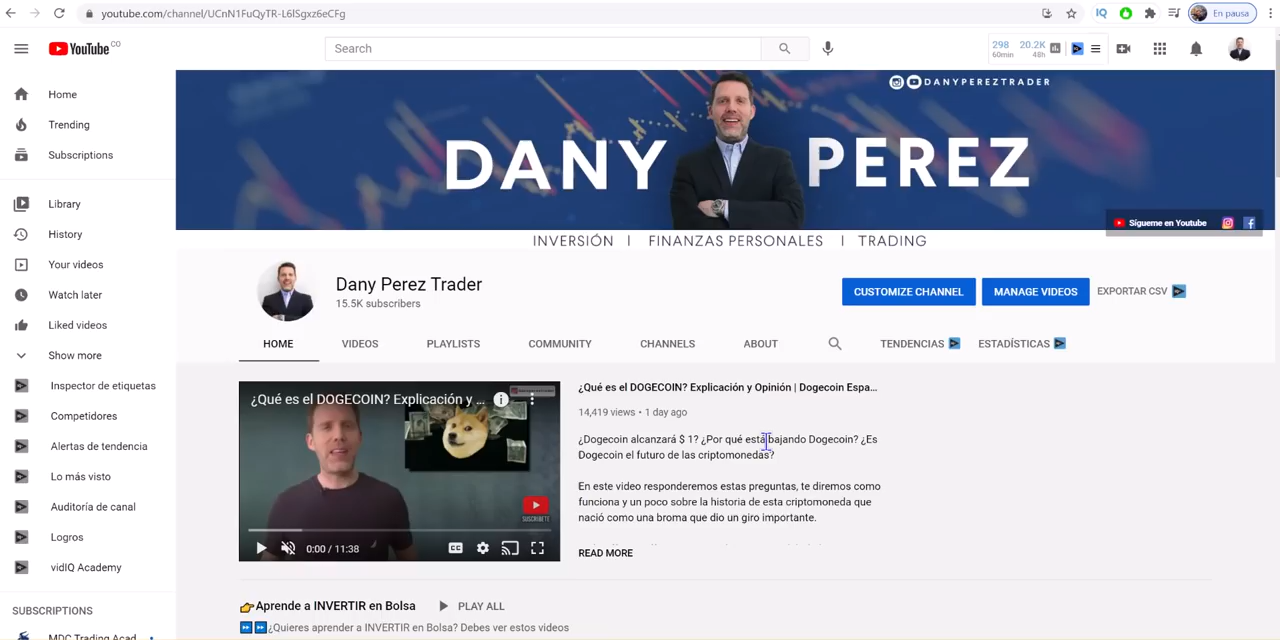 youtube.com/channel/UCnN1FuQyTR-L6lSgxz6eCFg
En pausa
YouTube CO
Search
298 60min
20.2K 48h
DANYPEREZTRADER
DANY PEREZ
Sígueme en Youtube
INVERSIÓN | FINANZAS PERSONALES | TRADING
Home
Trending
Subscriptions
Library
History
Your videos
Watch later
Liked videos
Show more
Inspector de etiquetas
Competidores
Alertas de tendencia
Lo más visto
Auditoría de canal
Logros
vidIQ Academy
SUBSCRIPTIONS
MDC Trading Acad
Dany Perez Trader
15.5K subscribers
CUSTOMIZE CHANNEL
MANAGE VIDEOS
EXPORTAR CSV
HOME
VIDEOS
PLAYLISTS
COMMUNITY
CHANNELS
ABOUT
TENDENCIAS
ESTADÍSTICAS
¿Qué es el DOGECOIN? Explicación y ...
SUSCRÍBETE
0:00 / 11:38
CC
¿Qué es el DOGECOIN? Explicación y Opinión | Dogecoin Espa...
14,419 views • 1 day ago
¿Dogecoin alcanzará $ 1? ¿Por qué está bajando Dogecoin? ¿Es
Dogecoin el futuro de las criptomonedas?
En este video responderemos estas preguntas, te diremos como
funciona y un poco sobre la historia de esta criptomoneda que
nació como una broma que dio un giro importante.
READ MORE
Aprende a INVERTIR en Bolsa
PLAY ALL
¿Quieres aprender a INVERTIR en Bolsa? Debes ver estos videos